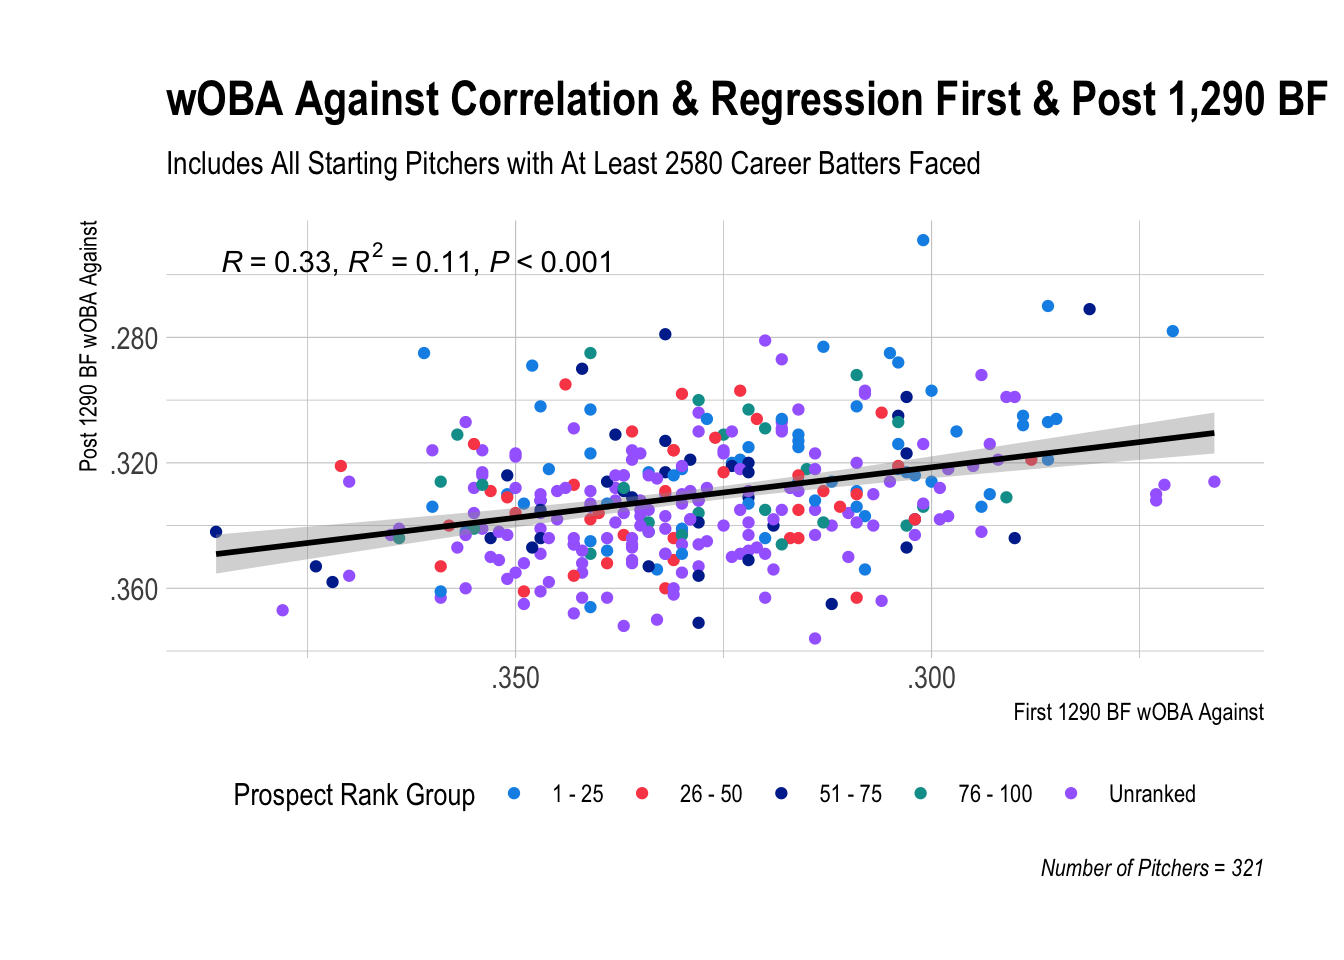 wOBA Against Correlation & Regression First & Post 1,290 BF
Includes All Starting Pitchers with At Least 2580 Career Batters Faced
Post 1290 BF wOBA Against
R = 0.33, R² = 0.11, P < 0.001
.280
.320
.360
.350 .300
First 1290 BF wOBA Against
Prospect Rank Group 1 - 25 26 - 50 51 - 75 76 - 100 Unranked
Number of Pitchers = 321